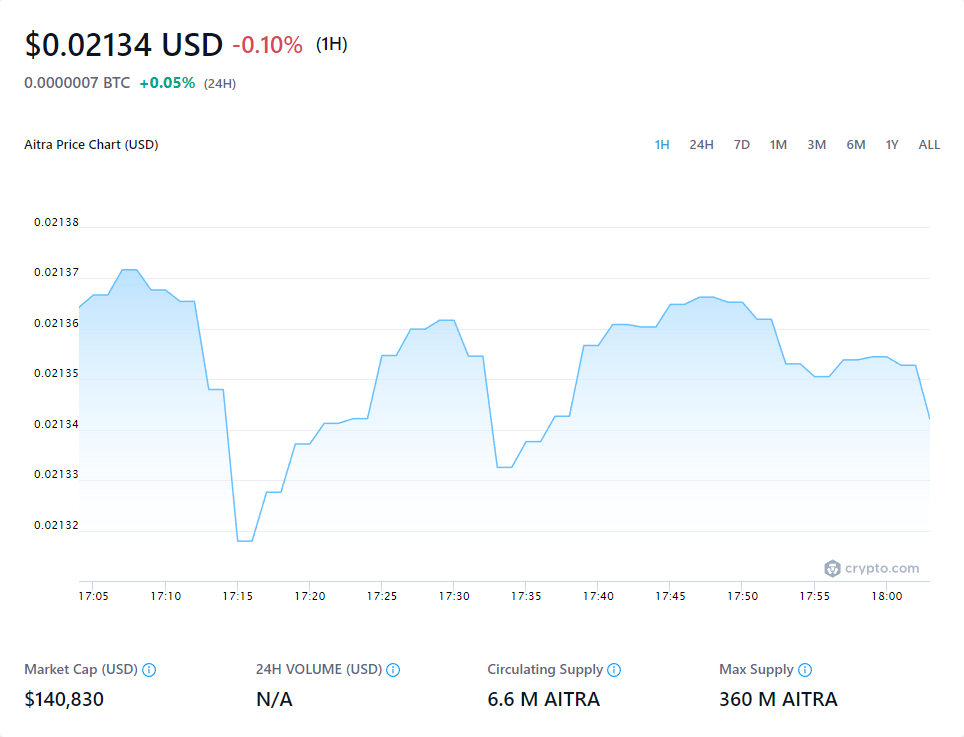 $0.02134 USD -0.10% (1H)
0.0000007 BTC +0.05% (24H)
Aitra Price Chart (USD) 1H 24H 7D 1M 3M 6M 1Y ALL
0.02138
0.02137
0.02136
0.02135
0.02134
0.02133
0.02132
crypto.com
17:05 17:10 17:15 17:20 17:25 17:30 17:35 17:40 17:45 17:50 17:55 18:00
Market Cap (USD) 24H VOLUME (USD) Circulating Supply Max Supply
$140,830 N/A 6.6 M AITRA 360 M AITRA